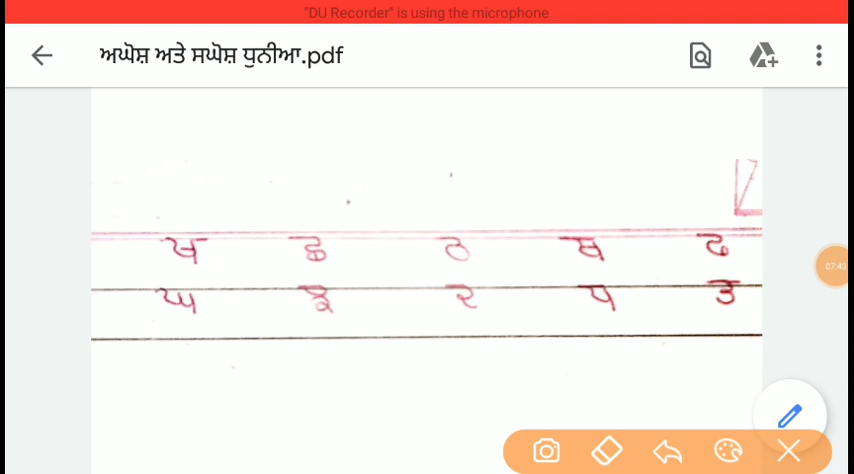 "DU Recorder" is using the microphone
ਅਘੋਸ਼ ਅਤੇ ਸਘੋਸ਼ ਧੁਨੀਆ.pdf
ਖ ਛ ਠ ਥ ਫ
ਘ ਝ ਢ ਧ ਭ
07:43